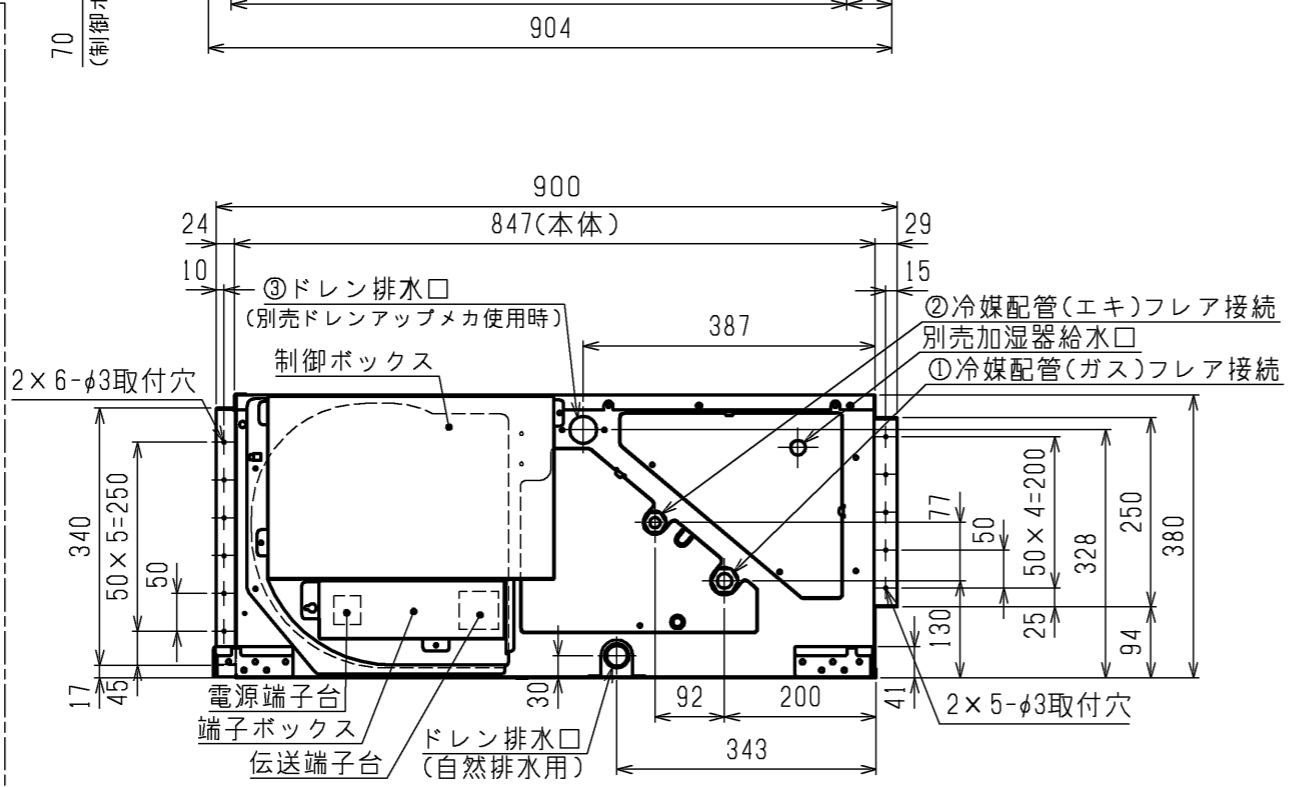 70
(制御ボ
904
900
24
847(本体)
29
10
15
③ドレン排水口
(別売ドレンアップメカ使用時)
387
②冷媒配管(エキ)フレア接続
別売加湿器給水口
①冷媒配管(ガス)フレア接続
制御ボックス
2×6-φ3取付穴
340
50×5=250
50
17
45
77
50
50×4=200
250
328
380
130
25
94
41
30
92
200
343
電源端子台
端子ボックス
伝送端子台
ドレン排水口
(自然排水用)
2×5-φ3取付穴